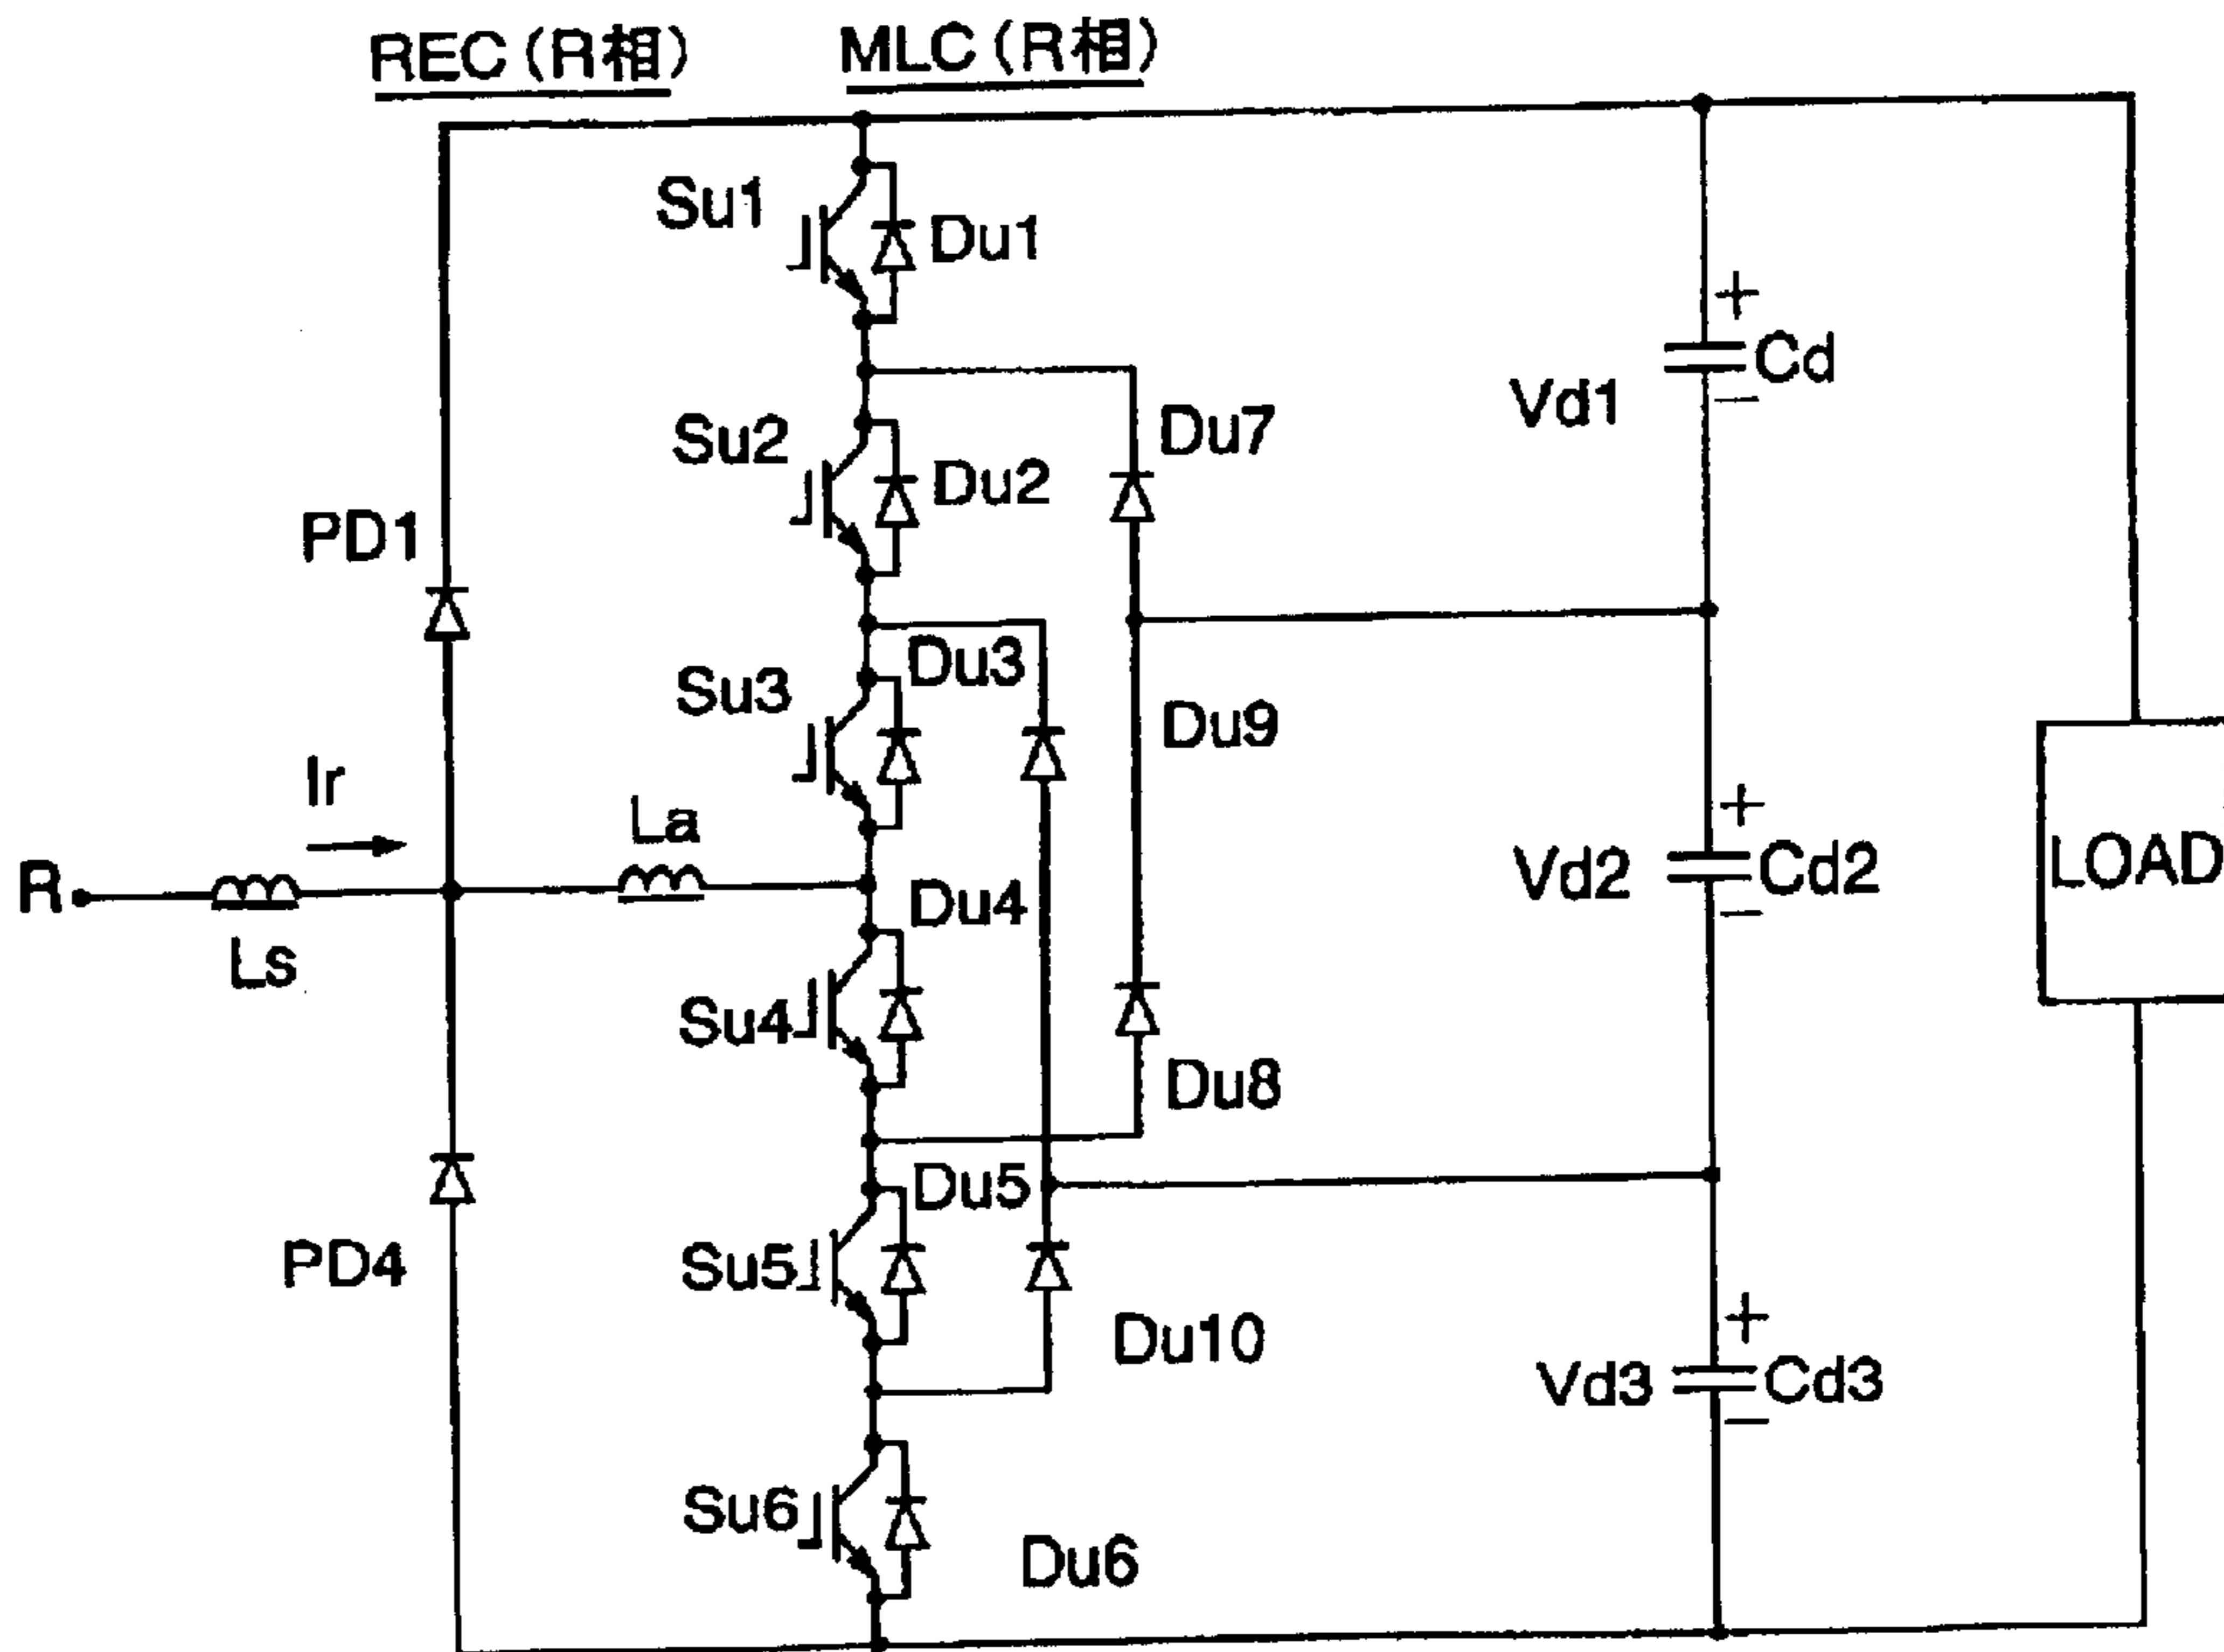 REC (R相)
MLC (R相)
Su1
Du1
Su2
Du2
Du7
Vd1
+
Cd
−
PD1
Su3
Du3
Du9
Ir
La
R
Ls
Du4
Su4
Vd2
+
Cd2
−
LOAD
Du8
PD4
Su5
Du5
Du10
Vd3
+
Cd3
−
Su6
Du6